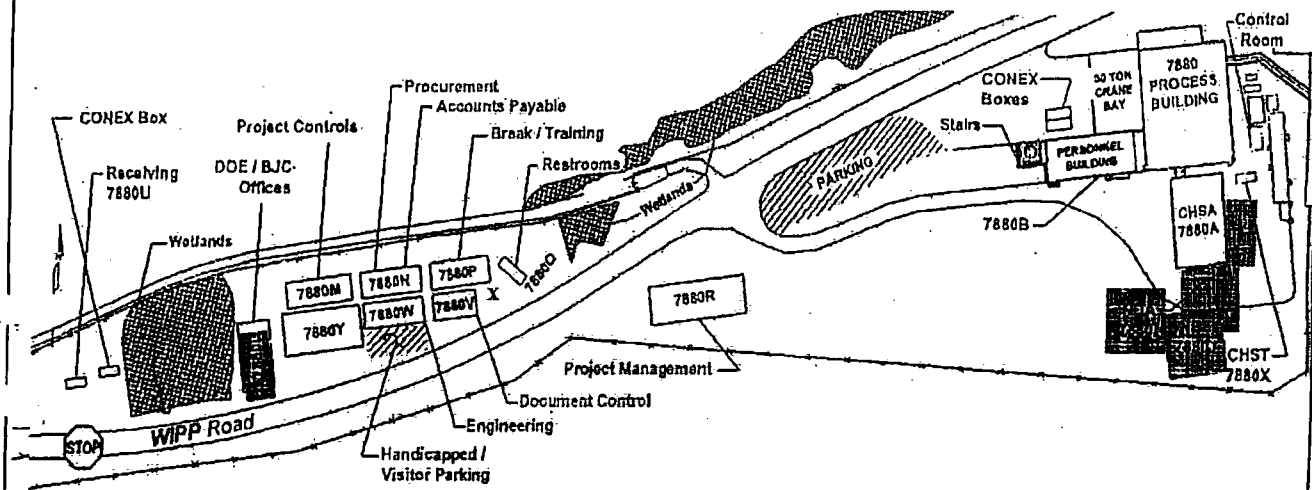 Control
Room
7880
PROCESS
BUILDING
50 TON
CRANE
BAY
CONEX
Boxes
Stairs
PERSONNEL
BUILDING
PARKING
7880B
CHSA
7880A
CHST
7880X
Procurement
Accounts Payable
Break / Training
Restrooms
Project Controls
DOE / BJC
Offices
CONEX Box
Receiving
7880U
Wetlands
Wetlands
7880M
7880N
7880P
7880Q
7880Y
7880W
7880V
X
7880R
Project Management
Document Control
Engineering
Handicapped /
Visitor Parking
WIPP Road
STOP